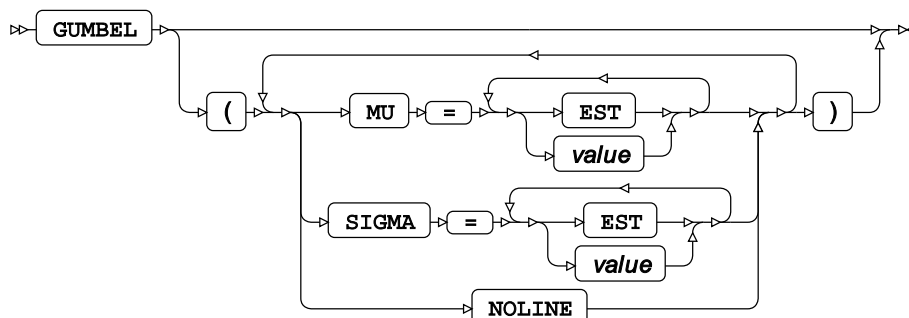 GUMBEL
( MU = EST )
value
SIGMA = EST
value
NOLINE